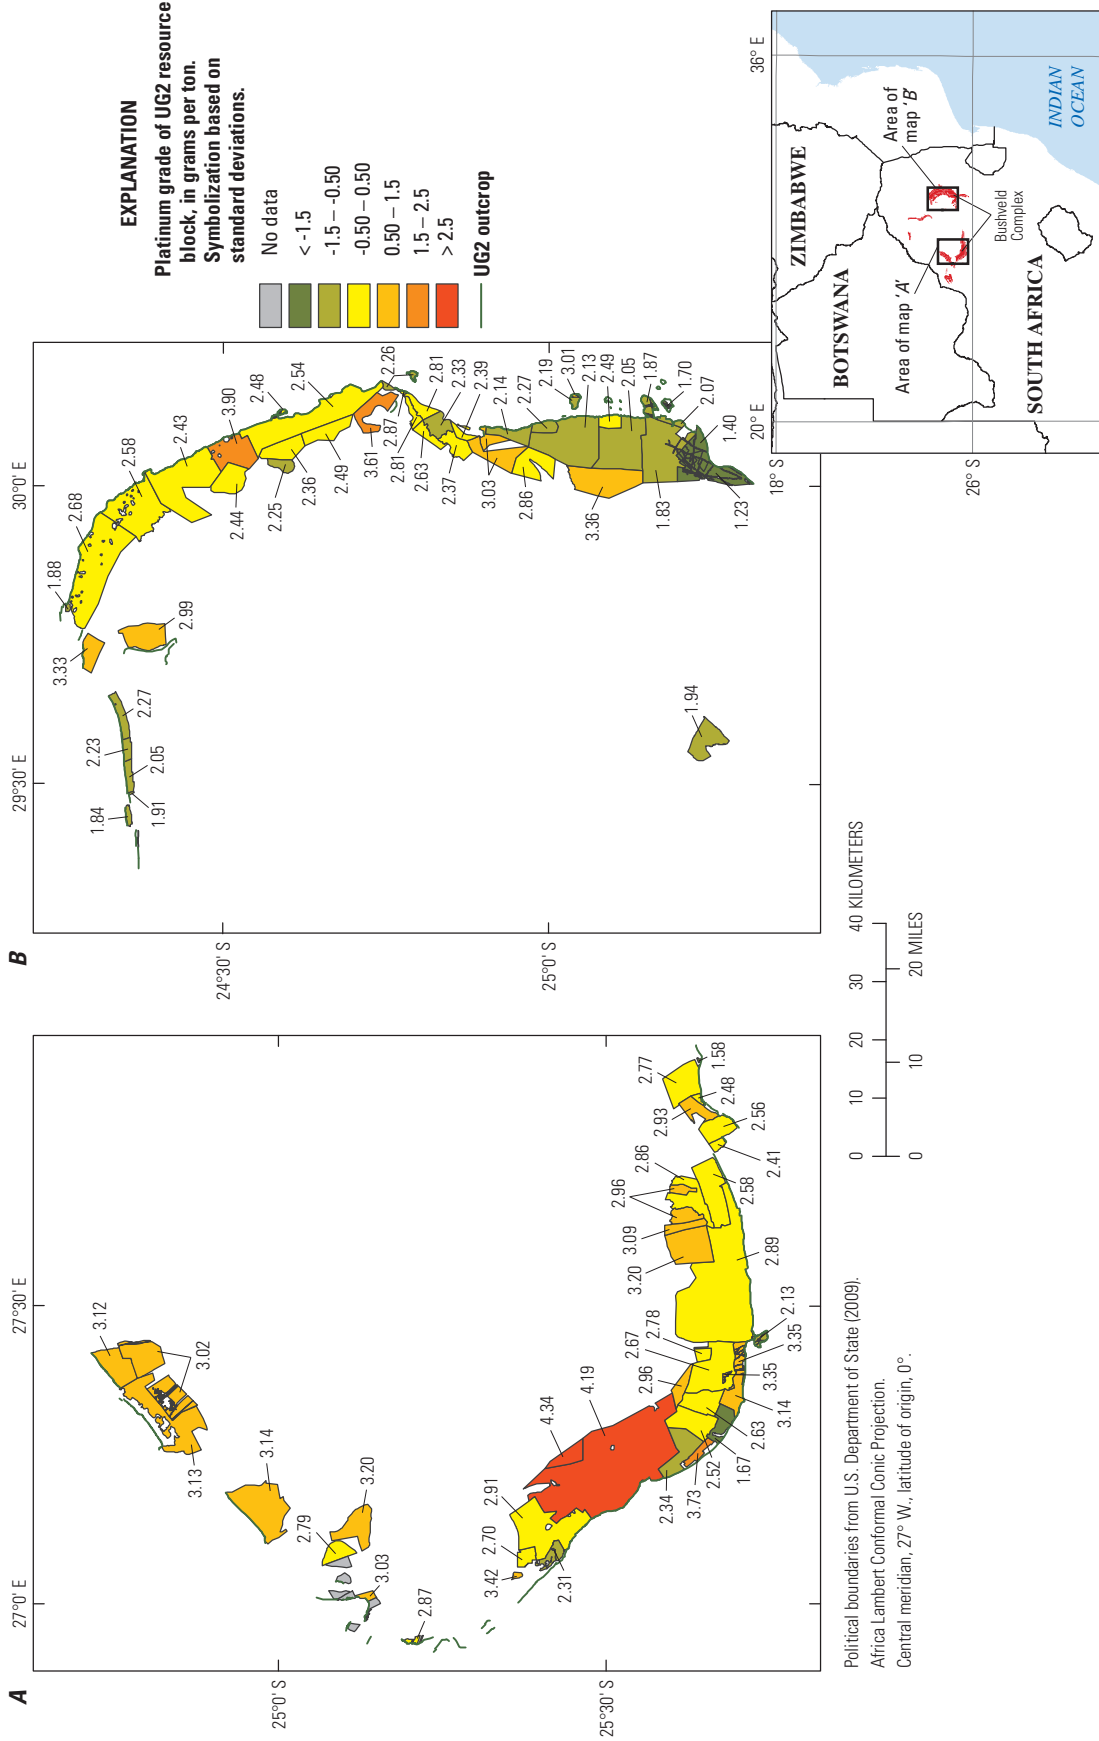 A
27°0' E
27°30' E
25°0' S
25°30' S
3.12
3.02
3.13
3.14
3.20
2.79
3.03
2.87
2.91
2.70
3.42
2.31
4.34
4.19
2.96
2.67
2.78
2.34
3.73
2.52
1.67
2.63
3.14
3.35
3.35
2.13
2.89
3.20
3.09
2.96
2.86
2.58
2.41
2.56
2.93
2.48
2.77
1.58
B
29°30' E
30°0' E
24°30' S
25°0' S
1.84
1.91
2.05
2.23
2.27
3.33
2.99
1.88
2.68
2.58
2.43
3.90
2.44
2.48
2.25
2.36
2.49
2.54
3.61
2.26
2.87
2.81
2.81
2.63
2.33
2.37
2.39
3.03
2.14
2.86
2.27
2.19
3.01
2.13
3.36
2.49
2.05
1.83
1.87
1.70
2.07
1.40
1.23
1.94
EXPLANATION
Platinum grade of UG2 resource
block, in grams per ton.
Symbolization based on
standard deviations.
No data
< -1.5
-1.5 – -0.50
-0.50 – 0.50
0.50 – 1.5
1.5 – 2.5
> 2.5
UG2 outcrop
Political boundaries from U.S. Department of State (2009).
Africa Lambert Conformal Conic Projection.
Central meridian, 27° W., latitude of origin, 0°.
0 10 20 30 40 KILOMETERS
0 10 20 MILES
20° E
36° E
18° S
26° S
ZIMBABWE
BOTSWANA
SOUTH AFRICA
Area of map 'A'
Area of
map 'B'
Bushveld
Complex
INDIAN
OCEAN